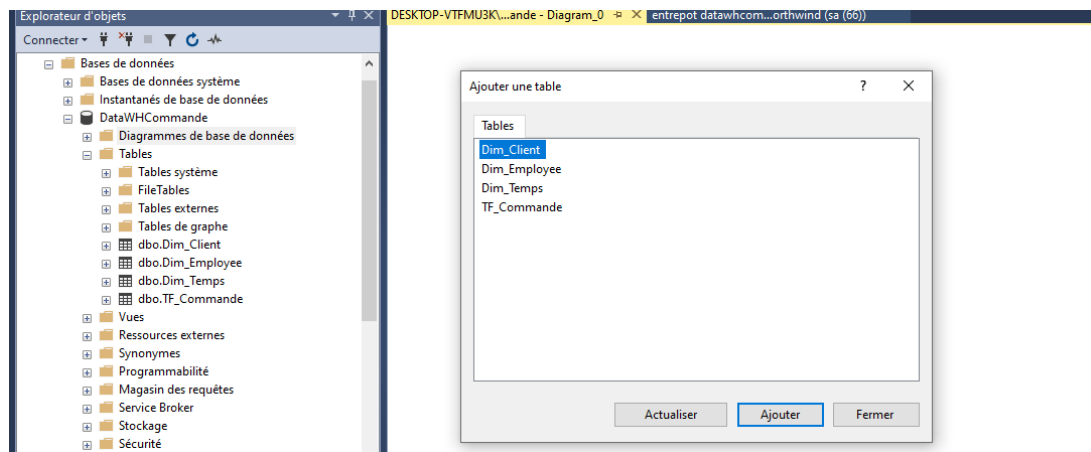 Explorateur d'objets
Connecter
Bases de données
Bases de données système
Instantanés de base de données
DataWHCommande
Diagrammes de base de données
Tables
Tables système
FileTables
Tables externes
Tables de graphe
dbo.Dim_Client
dbo.Dim_Employee
dbo.Dim_Temps
dbo.TF_Commande
Vues
Ressources externes
Synonymes
Programmabilité
Magasin des requêtes
Service Broker
Stockage
Sécurité
DESKTOP-VTFMU3K\...ande - Diagram_0
entrepot datawhcom...orthwind (sa (66))
Ajouter une table
?
Tables
Dim_Client
Dim_Employee
Dim_Temps
TF_Commande
Actualiser Ajouter Fermer